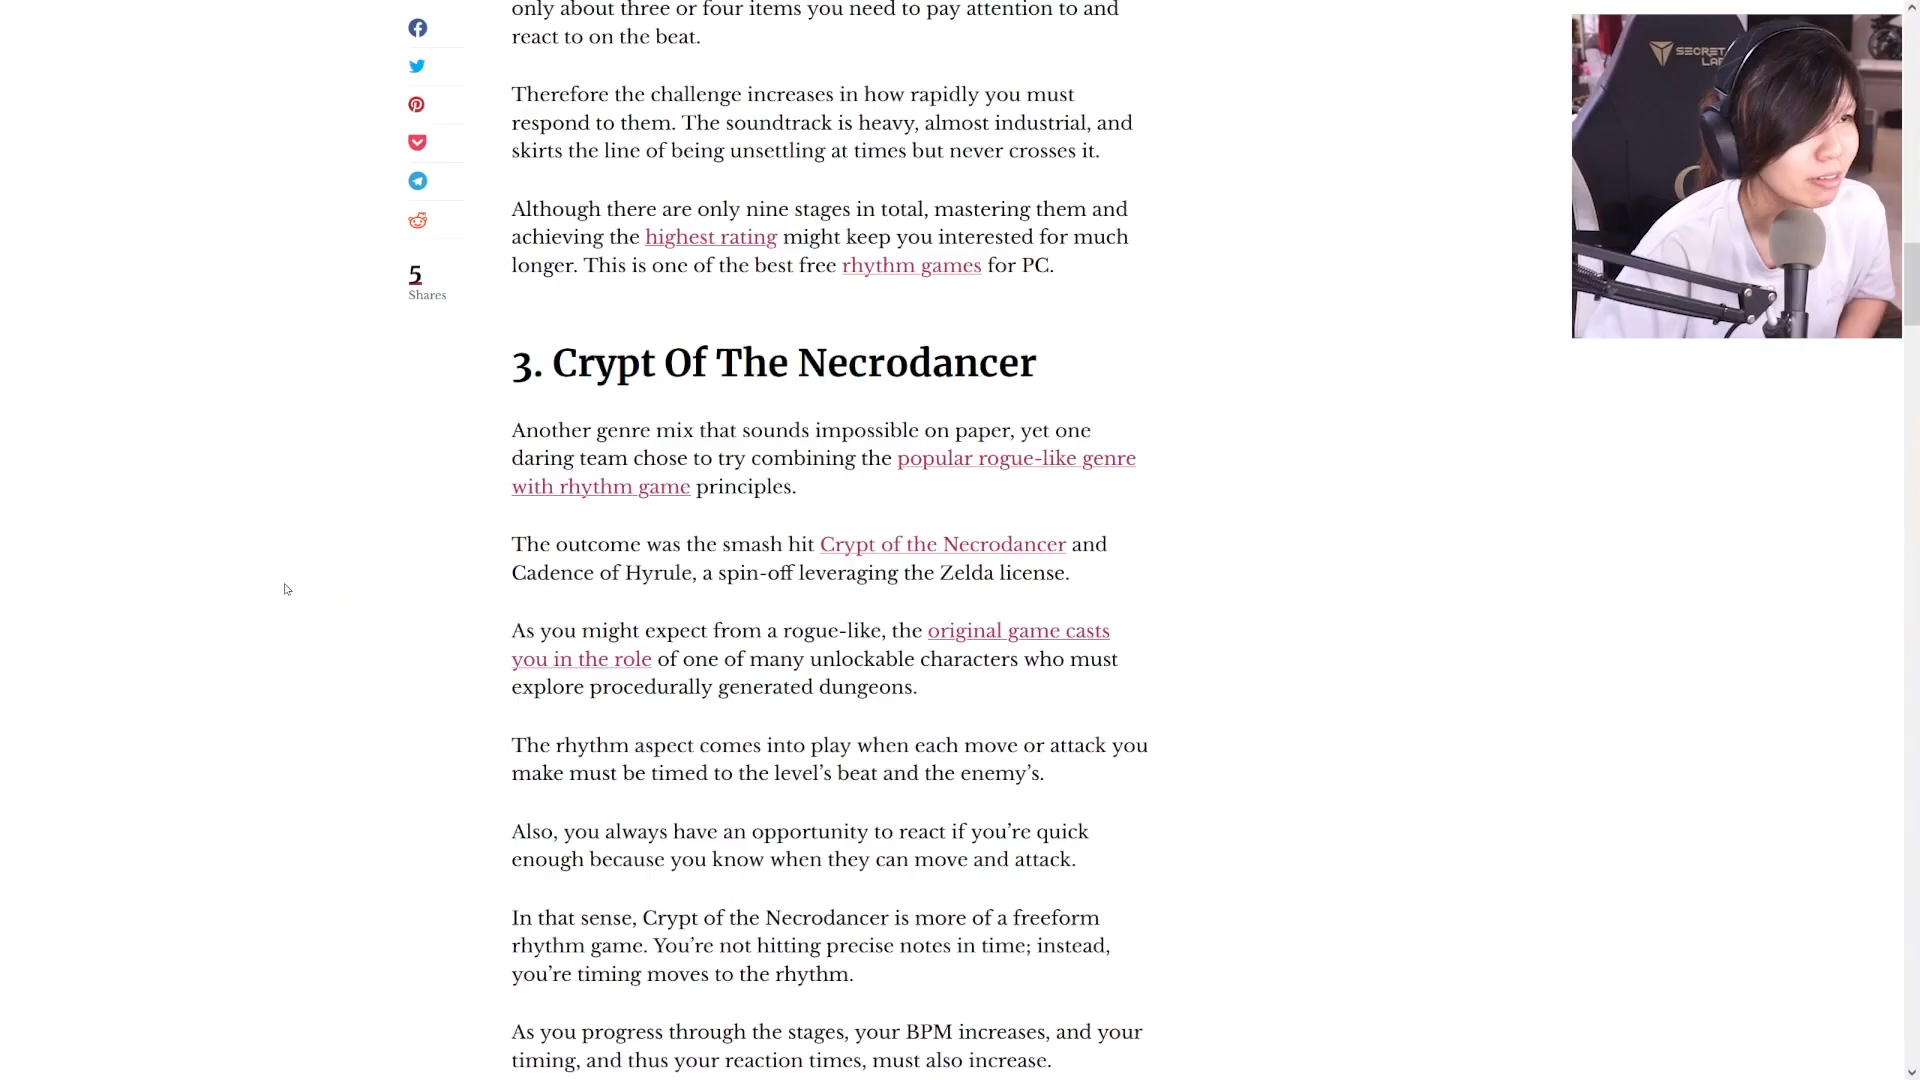 only about three or four items you need to pay attention to and
react to on the beat.
Therefore the challenge increases in how rapidly you must
respond to them. The soundtrack is heavy, almost industrial, and
skirts the line of being unsettling at times but never crosses it.
Although there are only nine stages in total, mastering them and
achieving the highest rating might keep you interested for much
longer. This is one of the best free rhythm games for PC.
5
Shares
3. Crypt Of The Necrodancer
Another genre mix that sounds impossible on paper, yet one
daring team chose to try combining the popular rogue-like genre
with rhythm game principles.
The outcome was the smash hit Crypt of the Necrodancer and
Cadence of Hyrule, a spin-off leveraging the Zelda license.
As you might expect from a rogue-like, the original game casts
you in the role of one of many unlockable characters who must
explore procedurally generated dungeons.
The rhythm aspect comes into play when each move or attack you
make must be timed to the level’s beat and the enemy’s.
Also, you always have an opportunity to react if you’re quick
enough because you know when they can move and attack.
In that sense, Crypt of the Necrodancer is more of a freeform
rhythm game. You’re not hitting precise notes in time; instead,
you’re timing moves to the rhythm.
As you progress through the stages, your BPM increases, and your
timing, and thus your reaction times, must also increase.
SECRET
LA